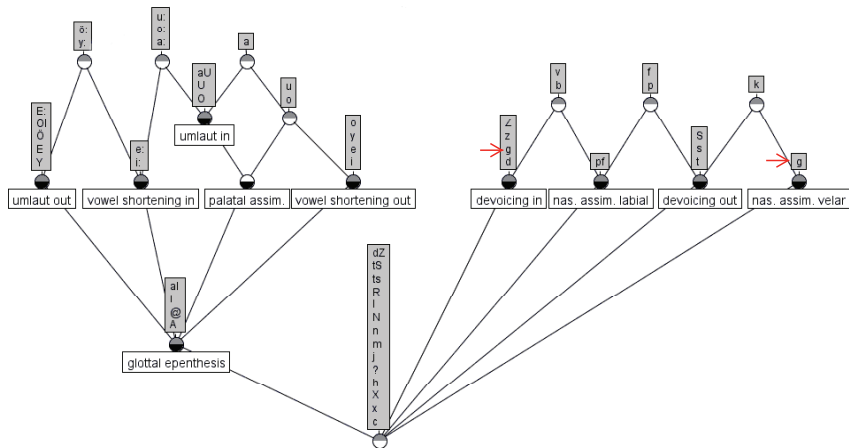 ö:
y:
u:
o:
a:
a
aU
U
O
u
o
umlaut in
E:
OI
Ö
E
Y
e:
i:
o
y
e
i
umlaut out
vowel shortening in
palatal assim.
vowel shortening out
aI
I
@
A
glottal epenthesis
dZ
tS
ts
R
l
N
n
m
j
?
h
X
x
c
v
b
f
p
k
z
g
d
pf
S
s
t
g
devoicing in
nas. assim. labial
devoicing out
nas. assim. velar